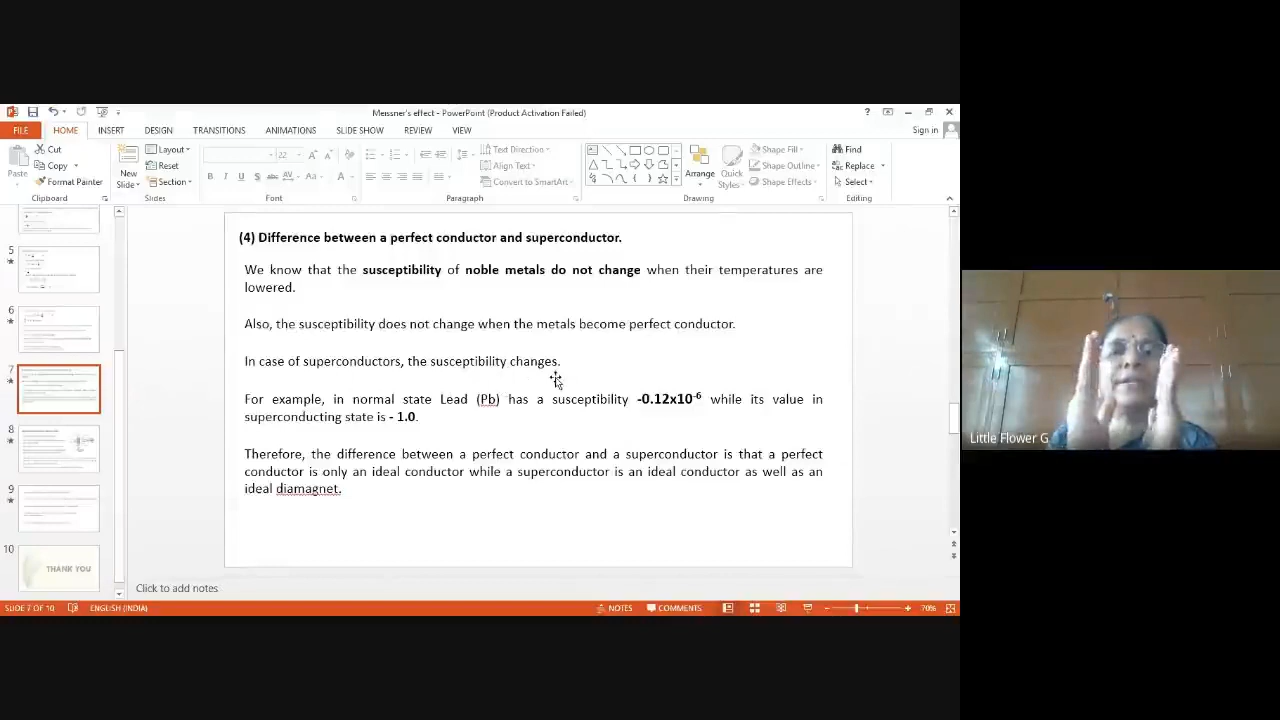 Meissner's effect - PowerPoint (Product Activation Failed)
FILE HOME INSERT DESIGN TRANSITIONS ANIMATIONS SLIDE SHOW REVIEW VIEW Sign in
Paste Cut Copy Format Painter
New Slide Layout Reset Section
22
Text Direction Align Text Convert to SmartArt
Arrange Quick Styles Shape Fill Shape Outline Shape Effects
Find Replace Select
Clipboard Slides Font Paragraph Drawing Editing
(4) Difference between a perfect conductor and superconductor.
We know that the susceptibility of noble metals do not change when their temperatures are
lowered.
Also, the susceptibility does not change when the metals become perfect conductor.
In case of superconductors, the susceptibility changes.
For example, in normal state Lead (Pb) has a susceptibility -0.12x10⁻⁶ while its value in
superconducting state is - 1.0.
Therefore, the difference between a perfect conductor and a superconductor is that a perfect
conductor is only an ideal conductor while a superconductor is an ideal conductor as well as an
ideal diamagnet.
5
6
7
8
9
10
THANK YOU
Click to add notes
SLIDE 7 OF 10 ENGLISH (INDIA) NOTES COMMENTS 70%
Little Flower G